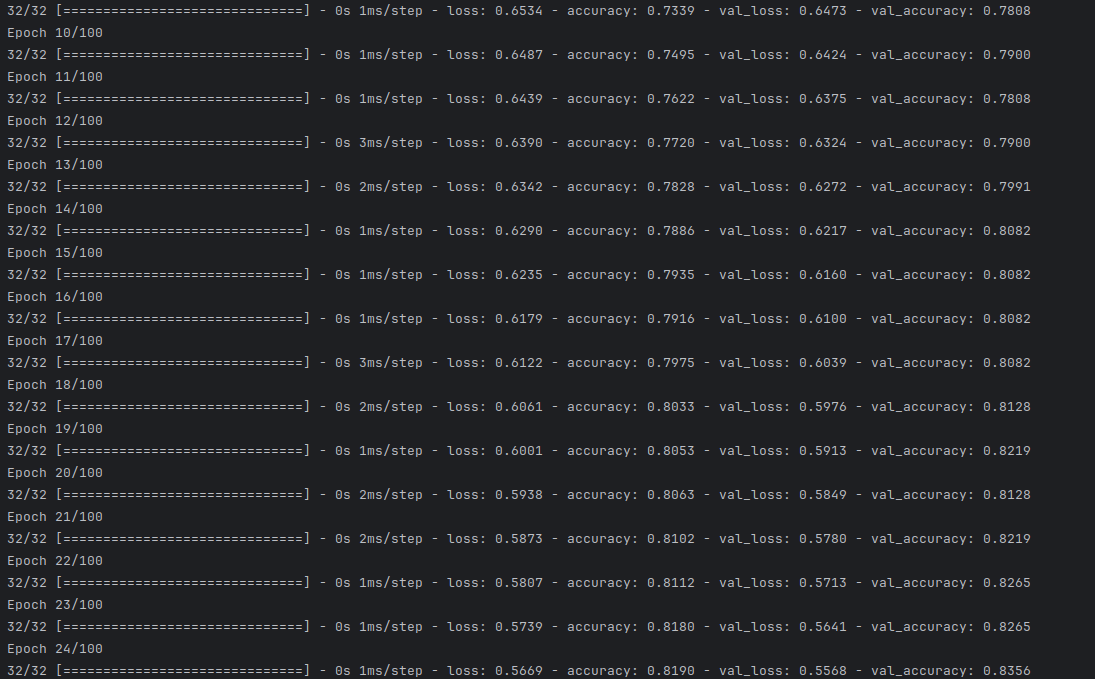 32/32 [==============================] - 0s 1ms/step - loss: 0.6534 - accuracy: 0.7339 - val_loss: 0.6473 - val_accuracy: 0.7808
Epoch 10/100
32/32 [==============================] - 0s 1ms/step - loss: 0.6487 - accuracy: 0.7495 - val_loss: 0.6424 - val_accuracy: 0.7900
Epoch 11/100
32/32 [==============================] - 0s 1ms/step - loss: 0.6439 - accuracy: 0.7622 - val_loss: 0.6375 - val_accuracy: 0.7808
Epoch 12/100
32/32 [==============================] - 0s 3ms/step - loss: 0.6390 - accuracy: 0.7720 - val_loss: 0.6324 - val_accuracy: 0.7900
Epoch 13/100
32/32 [==============================] - 0s 2ms/step - loss: 0.6342 - accuracy: 0.7828 - val_loss: 0.6272 - val_accuracy: 0.7991
Epoch 14/100
32/32 [==============================] - 0s 1ms/step - loss: 0.6290 - accuracy: 0.7886 - val_loss: 0.6217 - val_accuracy: 0.8082
Epoch 15/100
32/32 [==============================] - 0s 1ms/step - loss: 0.6235 - accuracy: 0.7935 - val_loss: 0.6160 - val_accuracy: 0.8082
Epoch 16/100
32/32 [==============================] - 0s 1ms/step - loss: 0.6179 - accuracy: 0.7916 - val_loss: 0.6100 - val_accuracy: 0.8082
Epoch 17/100
32/32 [==============================] - 0s 3ms/step - loss: 0.6122 - accuracy: 0.7975 - val_loss: 0.6039 - val_accuracy: 0.8082
Epoch 18/100
32/32 [==============================] - 0s 2ms/step - loss: 0.6061 - accuracy: 0.8033 - val_loss: 0.5976 - val_accuracy: 0.8128
Epoch 19/100
32/32 [==============================] - 0s 1ms/step - loss: 0.6001 - accuracy: 0.8053 - val_loss: 0.5913 - val_accuracy: 0.8219
Epoch 20/100
32/32 [==============================] - 0s 2ms/step - loss: 0.5938 - accuracy: 0.8063 - val_loss: 0.5849 - val_accuracy: 0.8128
Epoch 21/100
32/32 [==============================] - 0s 2ms/step - loss: 0.5873 - accuracy: 0.8102 - val_loss: 0.5780 - val_accuracy: 0.8219
Epoch 22/100
32/32 [==============================] - 0s 1ms/step - loss: 0.5807 - accuracy: 0.8112 - val_loss: 0.5713 - val_accuracy: 0.8265
Epoch 23/100
32/32 [==============================] - 0s 1ms/step - loss: 0.5739 - accuracy: 0.8180 - val_loss: 0.5641 - val_accuracy: 0.8265
Epoch 24/100
32/32 [==============================] - 0s 1ms/step - loss: 0.5669 - accuracy: 0.8190 - val_loss: 0.5568 - val_accuracy: 0.8356